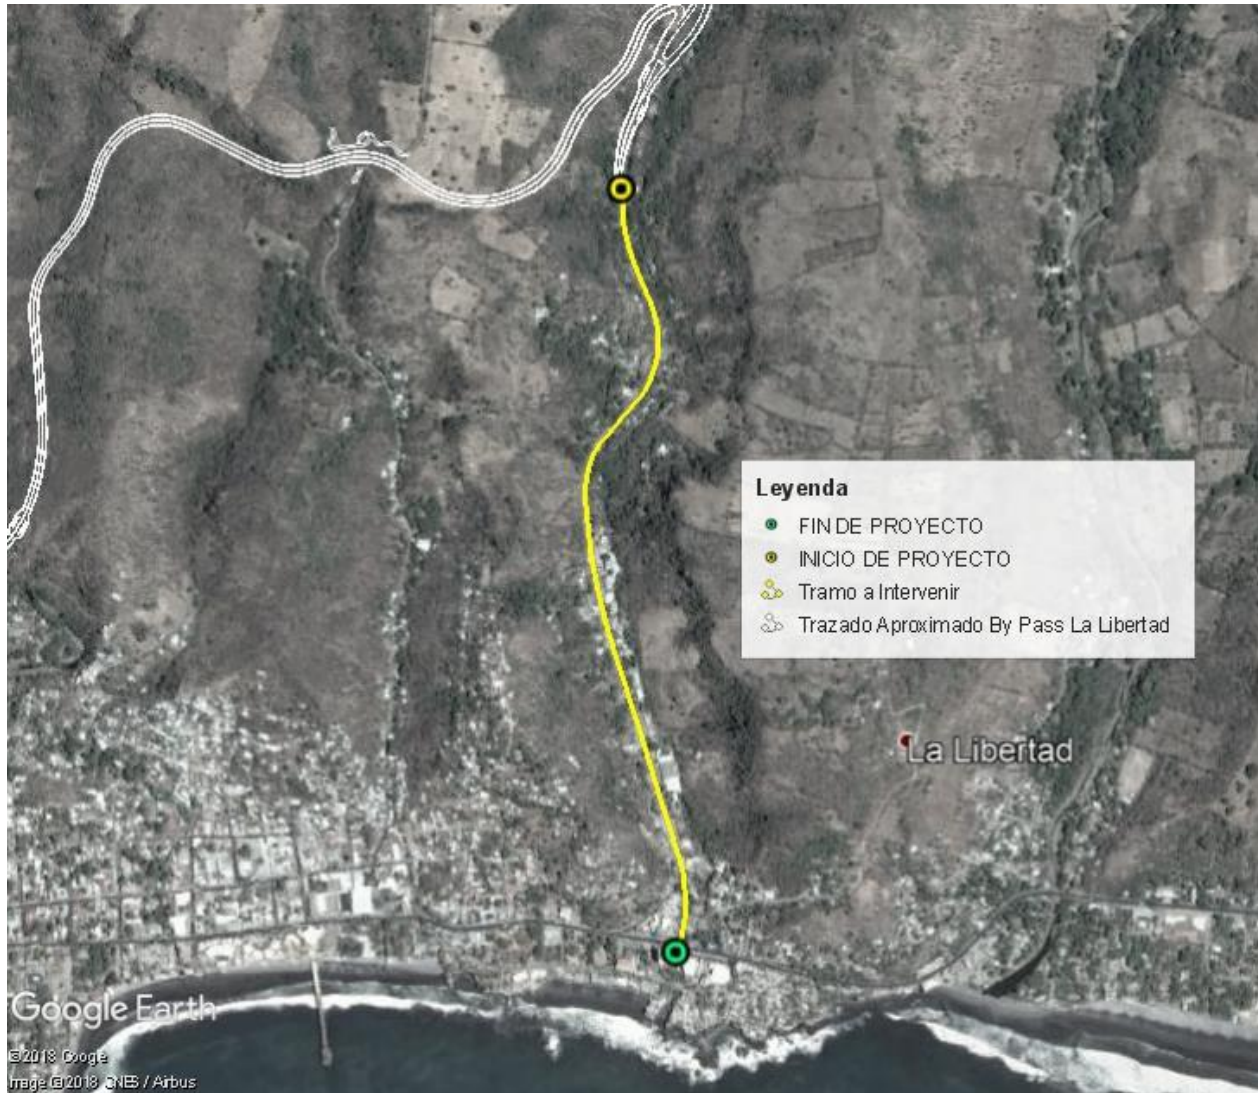 Leyenda
FIN DE PROYECTO
INICIO DE PROYECTO
Tramo a Intervenir
Trazado Aproximado By Pass La Libertad
La Libertad
Google Earth
©2018 Google
Image ©2018 CNES / Airbus